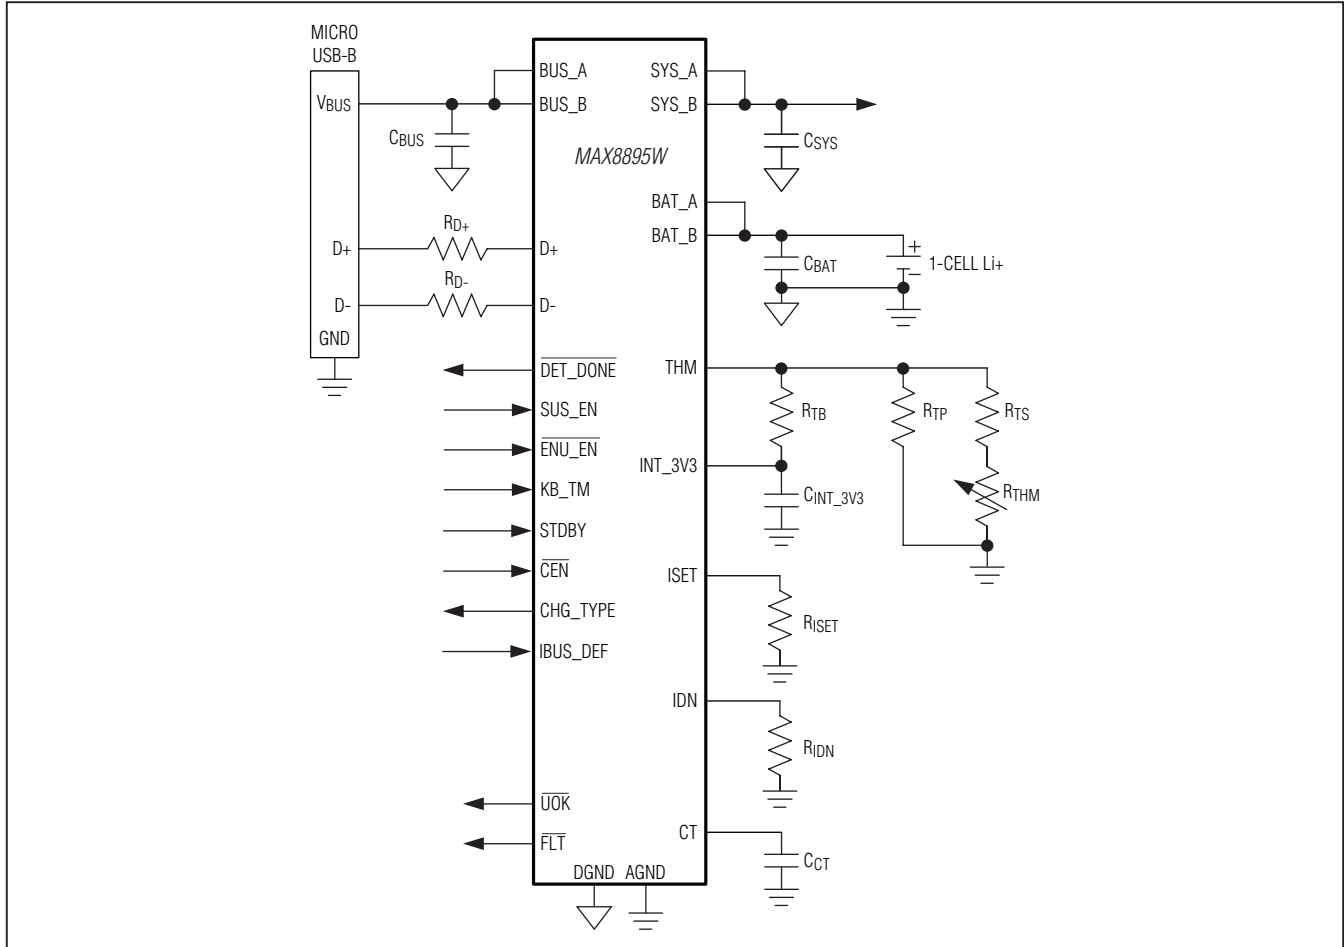 MICRO
USB-B
VBUS
D+
D-
GND
CBUS
RD+
RD-
BUS_A
BUS_B
D+
D-
DET_DONE
SUS_EN
ENU_EN
KB_TM
STDBY
CEN
CHG_TYPE
IBUS_DEF
UOK
FLT
DGND AGND
MAX8895W
SYS_A
SYS_B
BAT_A
BAT_B
THM
INT_3V3
ISET
IDN
CT
CSYS
CBAT
+
-
1-CELL Li+
RTB
RTP
RTS
RTHM
CINT_3V3
RISET
RIDN
CCT